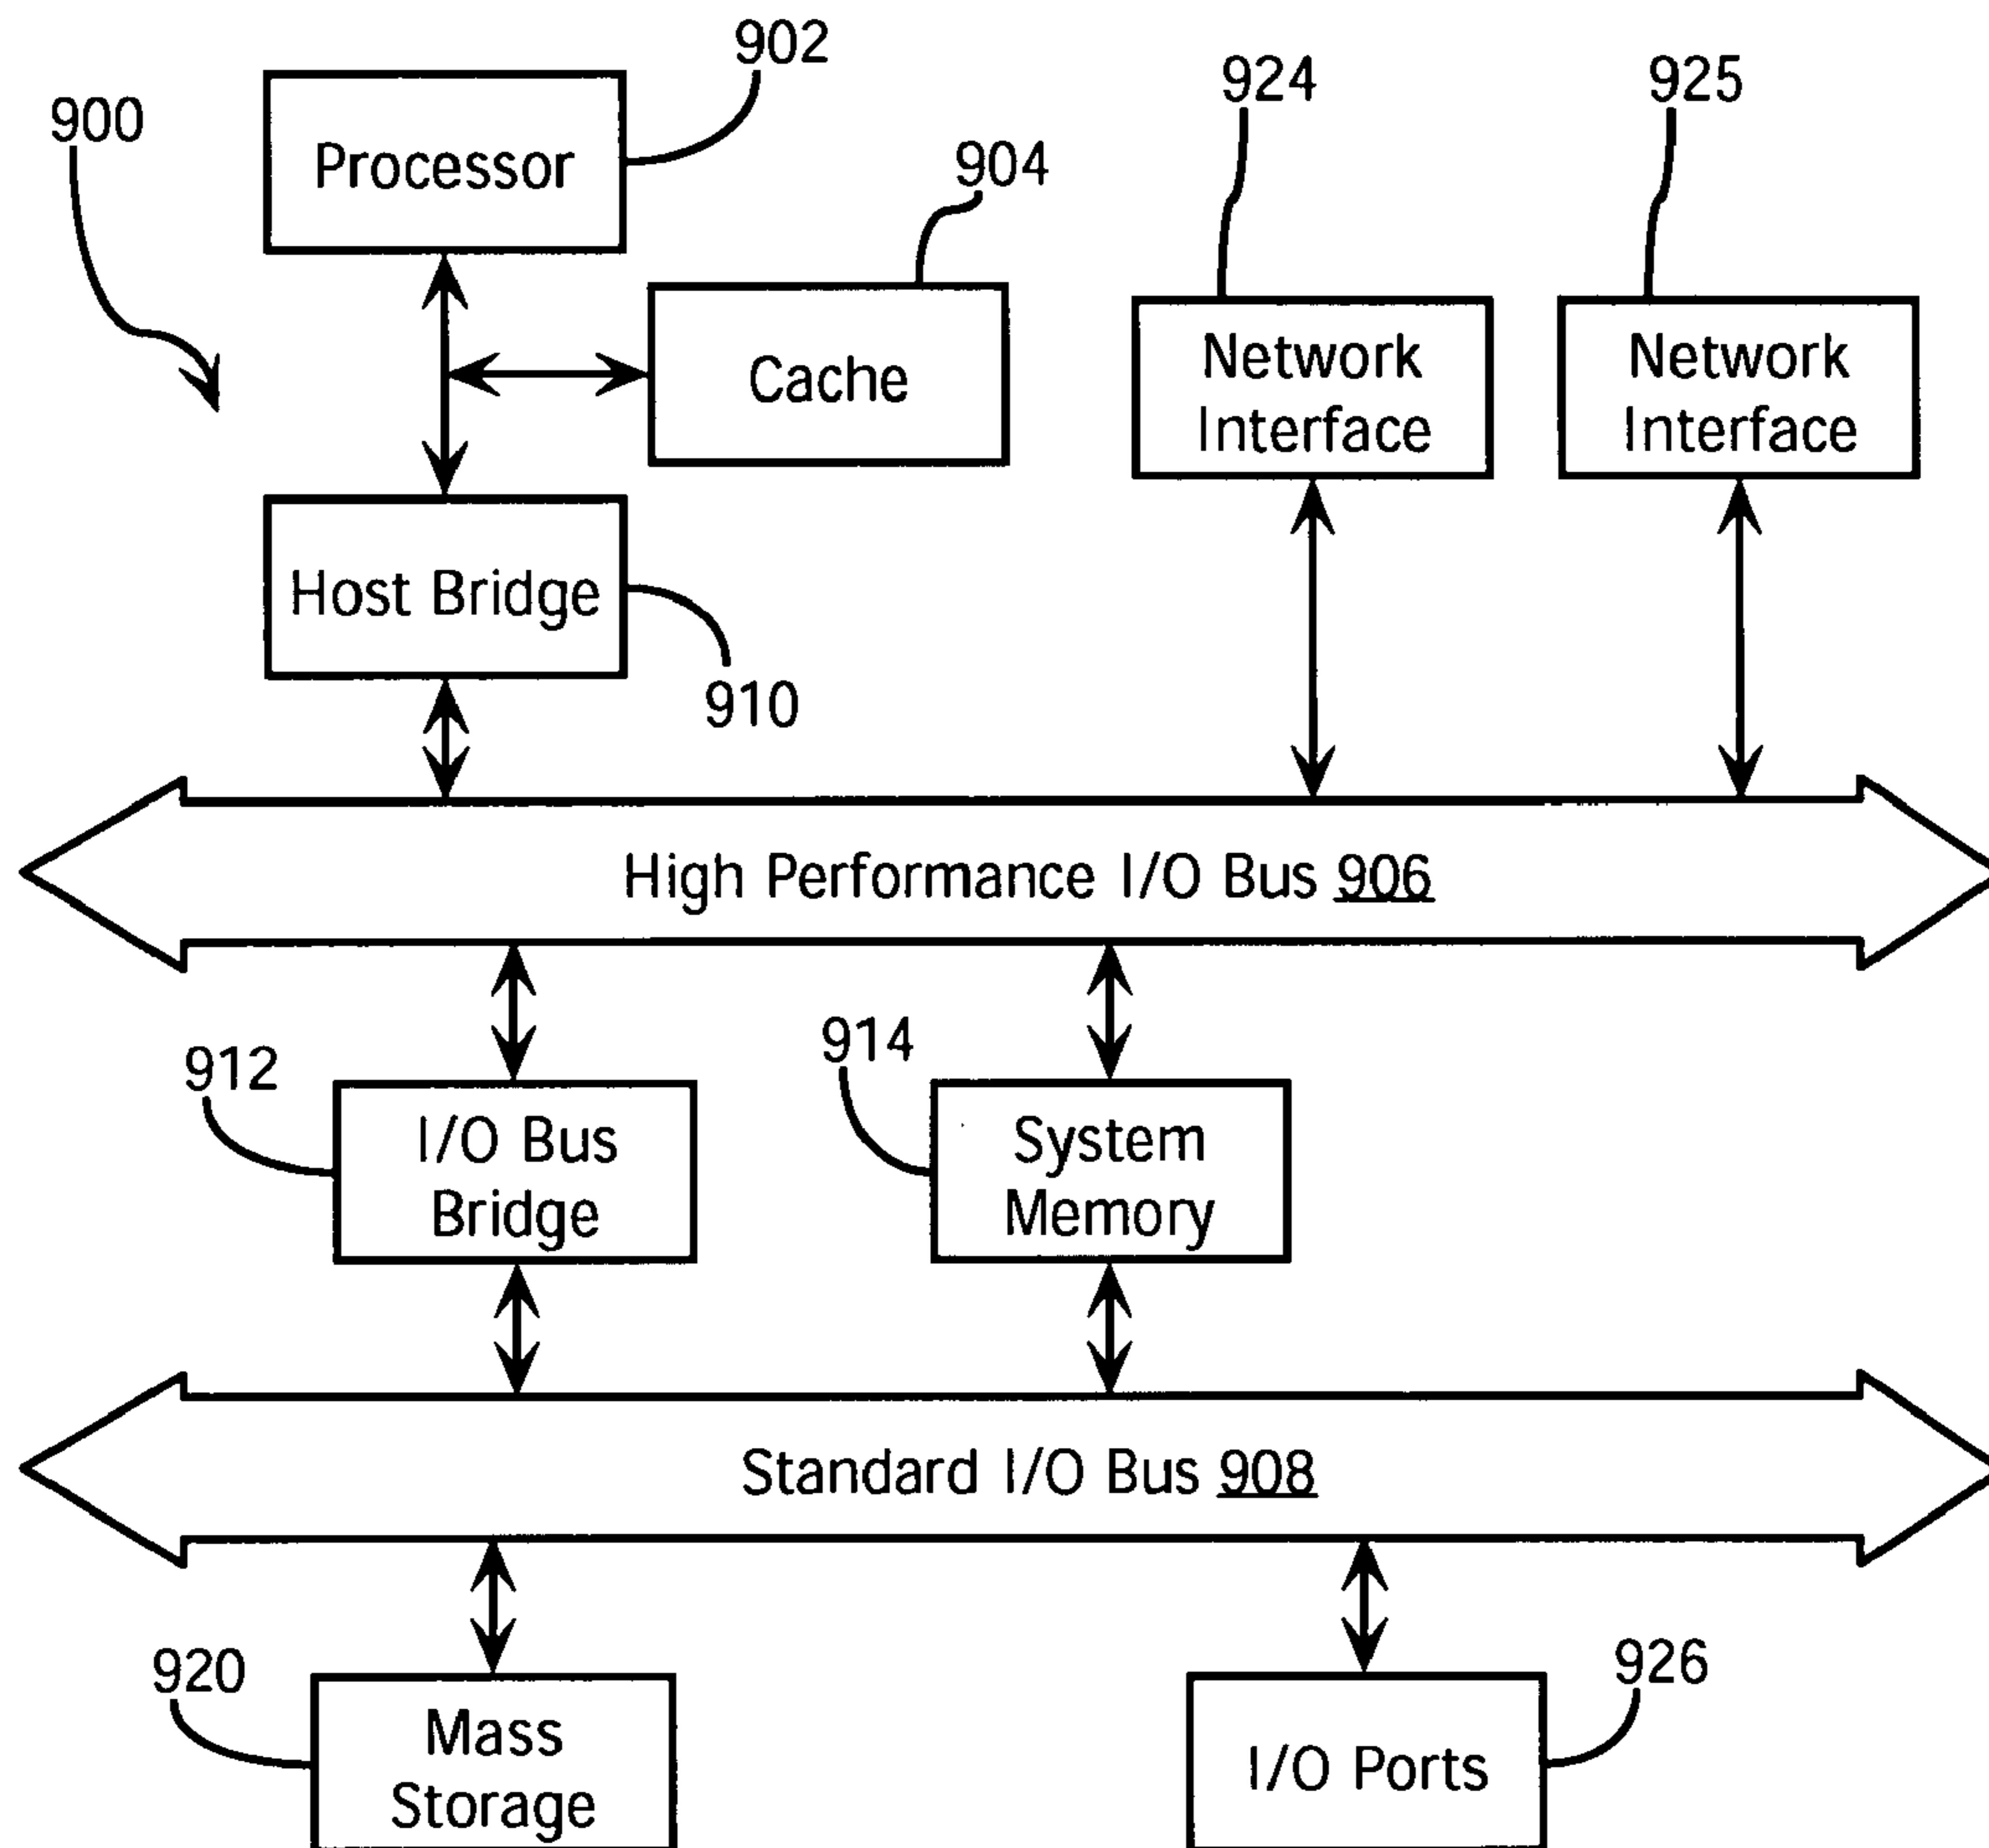 902
924
925
900
Processor
904
Network
Interface
Network
Interface
Cache
Host Bridge
910
High Performance I/O Bus 906
912
914
I/O Bus
Bridge
System
Memory
Standard I/O Bus 908
920
926
Mass
Storage
I/O Ports